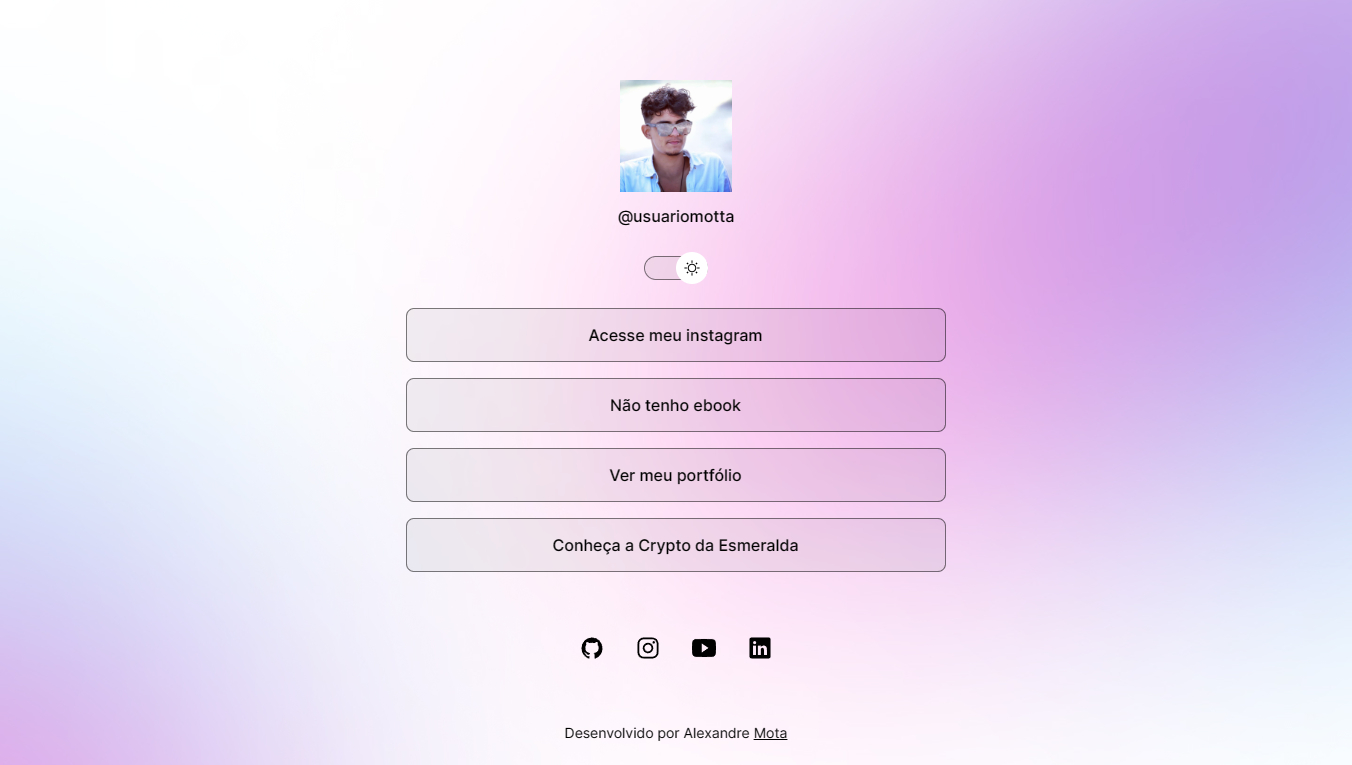 @usuariomotta
Acesse meu instagram
Não tenho ebook
Ver meu portfólio
Conheça a Crypto da Esmeralda
Desenvolvido por Alexandre Mota